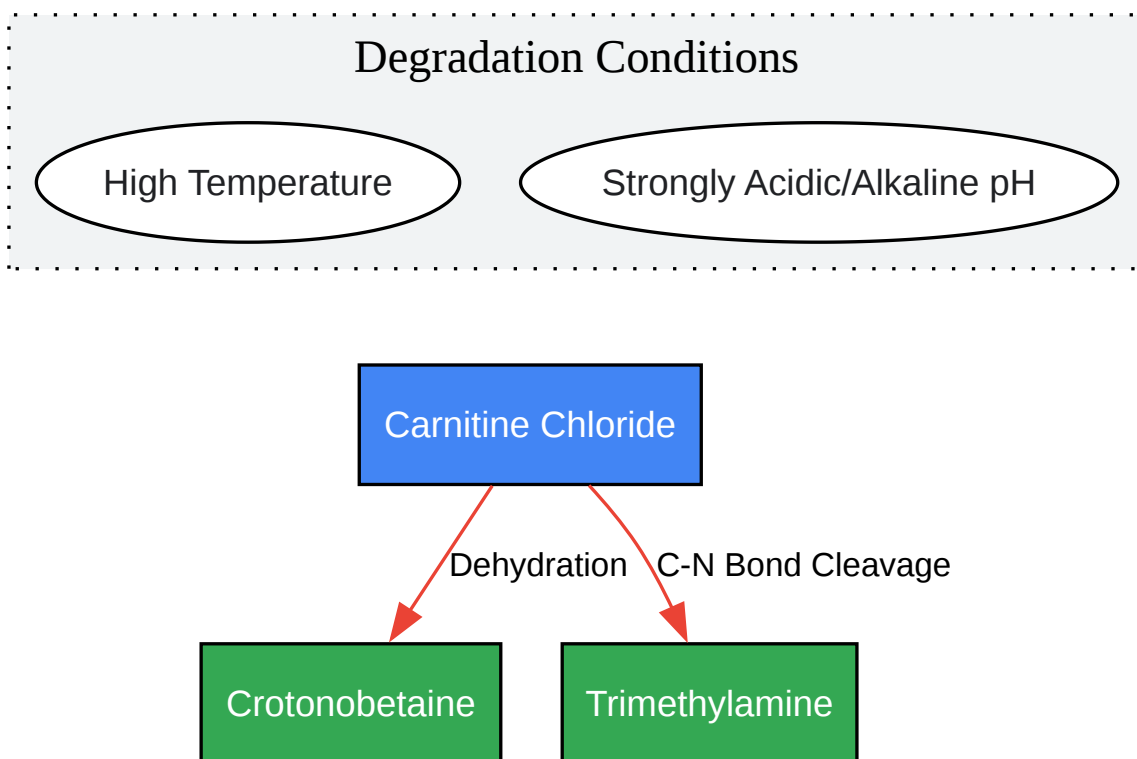 Degradation Conditions
High Temperature
Strongly Acidic/Alkaline pH
Carnitine Chloride
Dehydration
C-N Bond Cleavage
Crotonobetaine
Trimethylamine